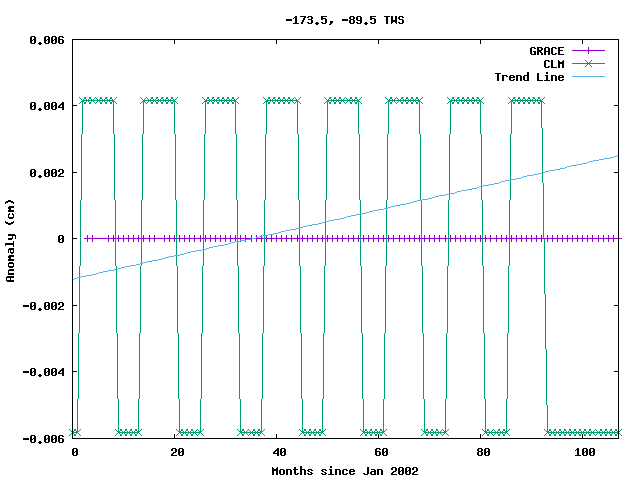 -173.5, -89.5 TWS
GRACE
CLM
Trend Line
0.006
0.004
0.002
0
-0.002
-0.004
-0.006
Anomaly (cm)
0 20 40 60 80 100
Months since Jan 2002